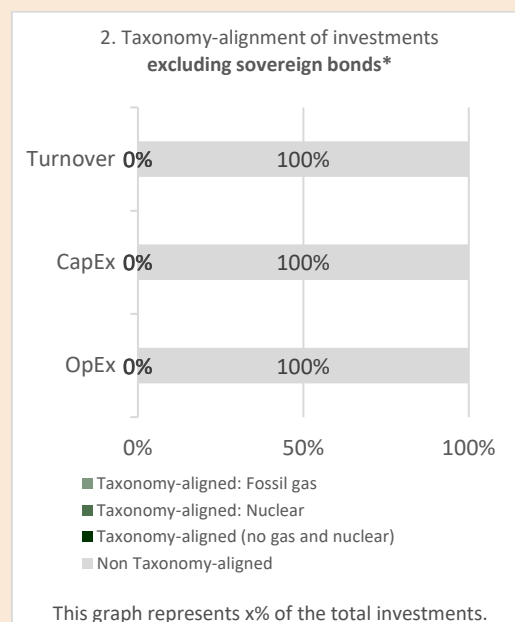 2. Taxonomy-alignment of investments
excluding sovereign bonds*
Turnover 0% 100%
CapEx 0% 100%
OpEx 0% 100%
0% 50% 100%
Taxonomy-aligned: Fossil gas
Taxonomy-aligned: Nuclear
Taxonomy-aligned (no gas and nuclear)
Non Taxonomy-aligned
This graph represents x% of the total investments.